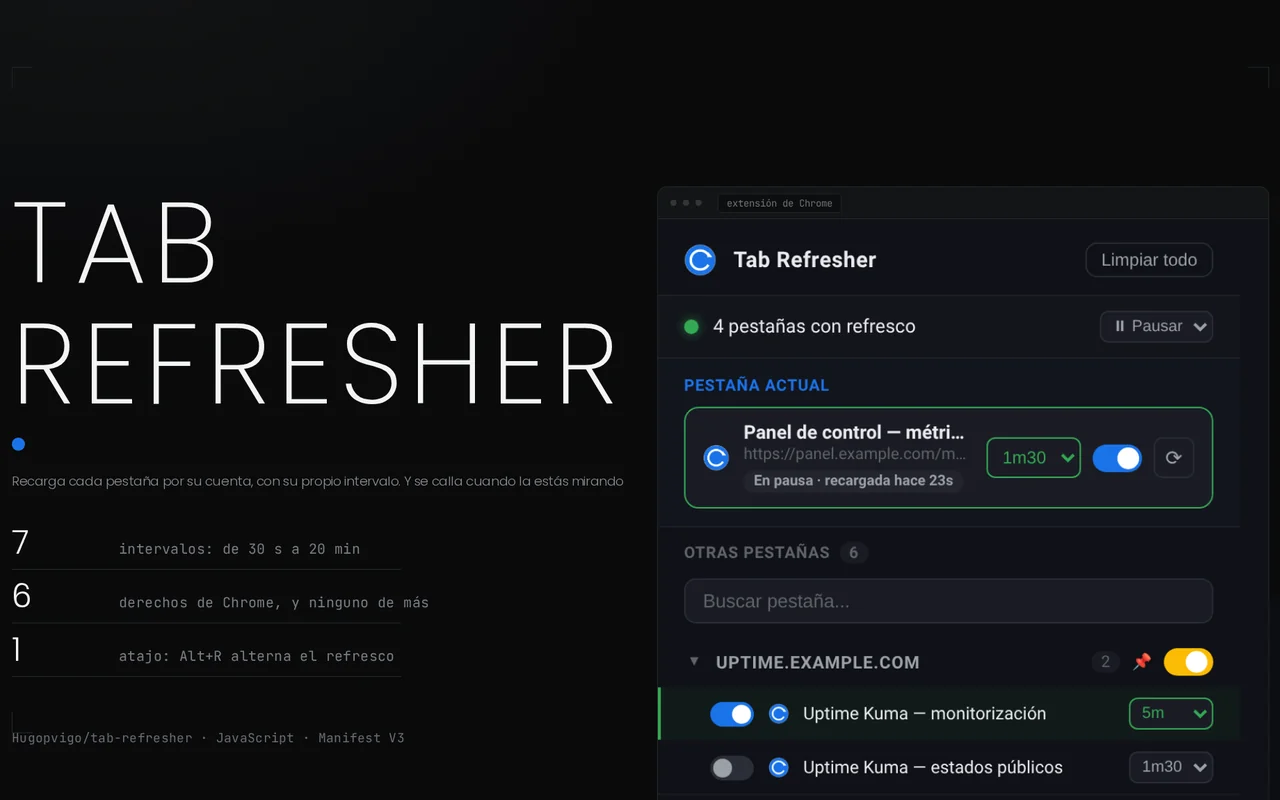 TAB
REFRESHER
Recarga cada pestaña por su cuenta, con su propio intervalo. Y se calla cuando la estás mirando
7 intervalos: de 30 s a 20 min
6 derechos de Chrome, y ninguno de más
1 atajo: Alt+R alterna el refresco
Hugopvigo/tab-refresher · JavaScript · Manifest V3
extensión de Chrome
Tab Refresher
Limpiar todo
4 pestañas con refresco
⏸ Pausar
PESTAÑA ACTUAL
Panel de control — métri...
https://panel.example.com/m...
En pausa · recargada hace 23s
1m30
OTRAS PESTAÑAS 6
Buscar pestaña...
UPTIME.EXAMPLE.COM 2
Uptime Kuma — monitorización 5m
Uptime Kuma — estados públicos 1m30